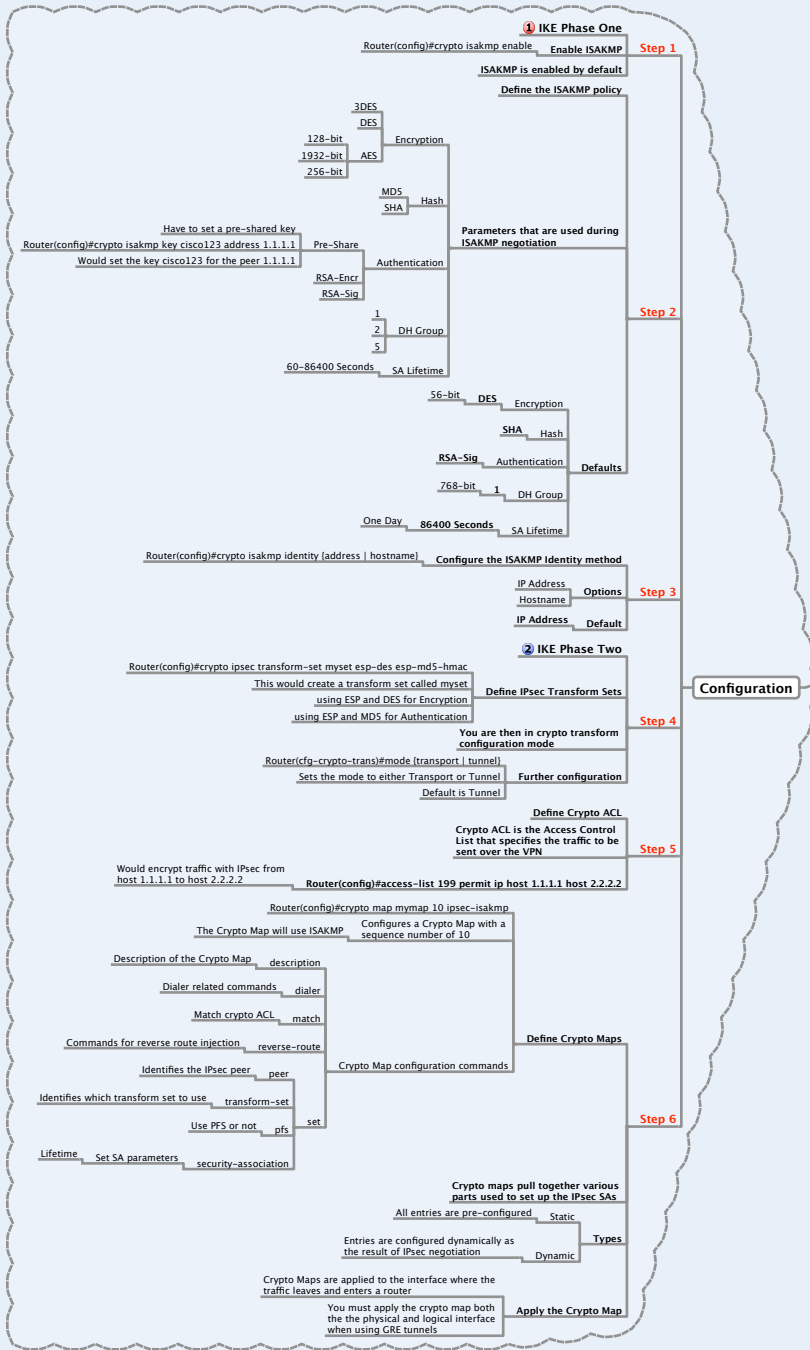 Configuration
Step 1
① IKE Phase One
Enable ISAKMP
Router(config)#crypto isakmp enable
ISAKMP is enabled by default
Step 2
Define the ISAKMP policy
Parameters that are used during
ISAKMP negotiation
Encryption
3DES
DES
AES
128-bit
1932-bit
256-bit
Hash
MD5
SHA
Authentication
Pre-Share
Have to set a pre-shared key
Router(config)#crypto isakmp key cisco123 address 1.1.1.1
Would set the key cisco123 for the peer 1.1.1.1
RSA-Encr
RSA-Sig
DH Group
1
2
5
SA Lifetime
60-86400 Seconds
Defaults
Encryption
DES
56-bit
Hash
SHA
Authentication
RSA-Sig
DH Group
1
768-bit
SA Lifetime
86400 Seconds
One Day
Step 3
Configure the ISAKMP Identity method
Router(config)#crypto isakmp identity {address | hostname}
Options
IP Address
Hostname
Default
IP Address
Step 4
② IKE Phase Two
Define IPsec Transform Sets
Router(config)#crypto ipsec transform-set myset esp-des esp-md5-hmac
This would create a transform set called myset
using ESP and DES for Encryption
using ESP and MD5 for Authentication
You are then in crypto transform
configuration mode
Further configuration
Router(cfg-crypto-trans)#mode {transport | tunnel}
Sets the mode to either Transport or Tunnel
Default is Tunnel
Step 5
Define Crypto ACL
Crypto ACL is the Access Control
List that specifies the traffic to be
sent over the VPN
Router(config)#access-list 199 permit ip host 1.1.1.1 host 2.2.2.2
Would encrypt traffic with IPsec from
host 1.1.1.1 to host 2.2.2.2
Step 6
Define Crypto Maps
Router(config)#crypto map mymap 10 ipsec-isakmp
Configures a Crypto Map with a
sequence number of 10
The Crypto Map will use ISAKMP
Crypto Map configuration commands
description
Description of the Crypto Map
dialer
Dialer related commands
match
Match crypto ACL
reverse-route
Commands for reverse route injection
set
peer
Identifies the IPsec peer
transform-set
Identifies which transform set to use
pfs
Use PFS or not
security-association
Set SA parameters
Lifetime
Crypto maps pull together various
parts used to set up the IPsec SAs
Types
Static
All entries are pre-configured
Dynamic
Entries are configured dynamically as
the result of IPsec negotiation
Apply the Crypto Map
Crypto Maps are applied to the interface where the
traffic leaves and enters a router
You must apply the crypto map both
the the physical and logical interface
when using GRE tunnels